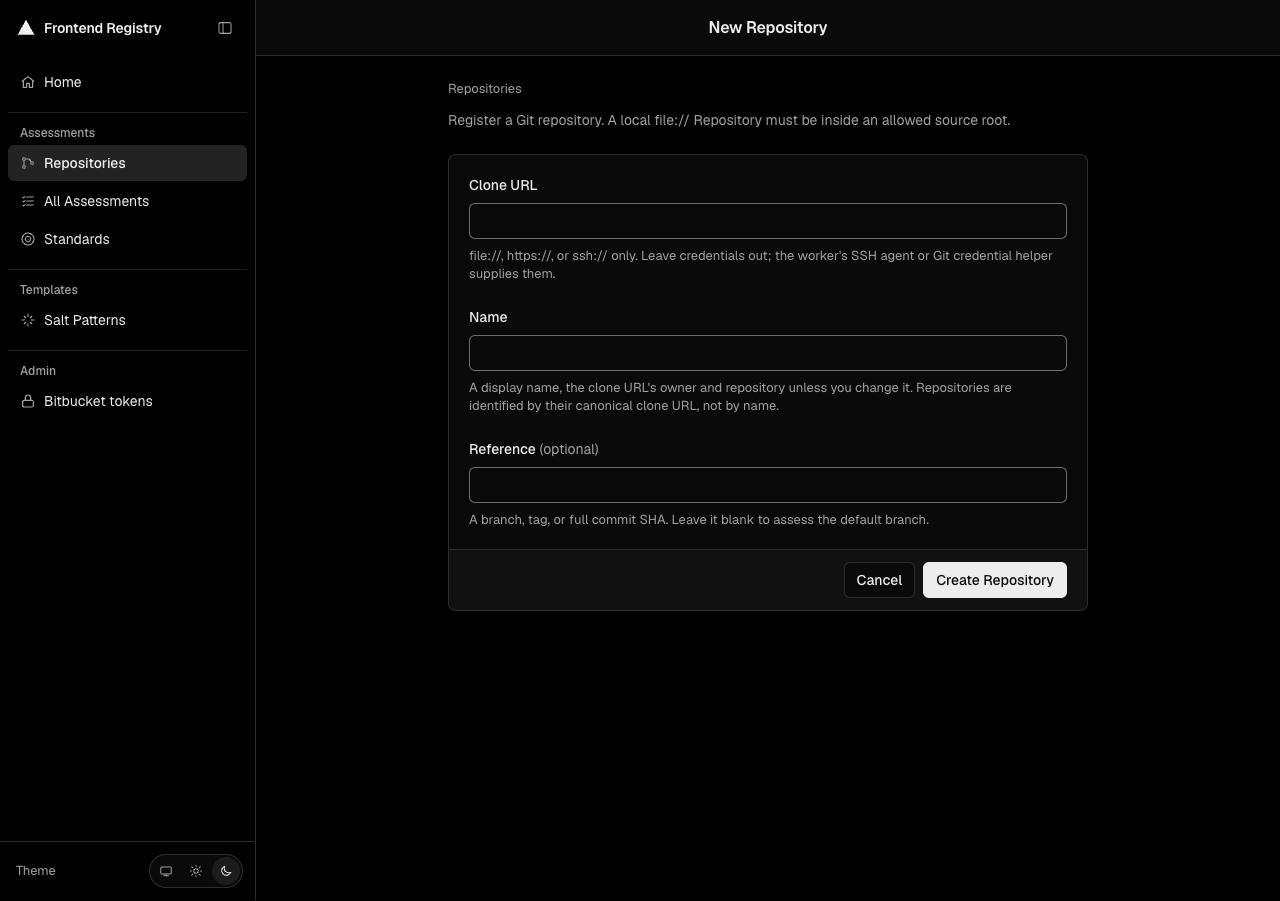 Frontend Registry
New Repository
Home
Assessments
Repositories
All Assessments
Standards
Templates
Salt Patterns
Admin
Bitbucket tokens
Theme
Repositories
Register a Git repository. A local file:// Repository must be inside an allowed source root.
Clone URL
file://, https://, or ssh:// only. Leave credentials out; the worker's SSH agent or Git credential helper
supplies them.
Name
A display name, the clone URL's owner and repository unless you change it. Repositories are
identified by their canonical clone URL, not by name.
Reference (optional)
A branch, tag, or full commit SHA. Leave it blank to assess the default branch.
Cancel
Create Repository